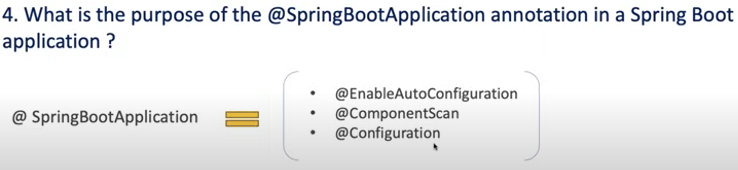 4. What is the purpose of the @SpringBootApplication annotation in a Spring Boot
application ?
@ SpringBootApplication
• @EnableAutoConfiguration
• @ComponentScan
• @Configuration